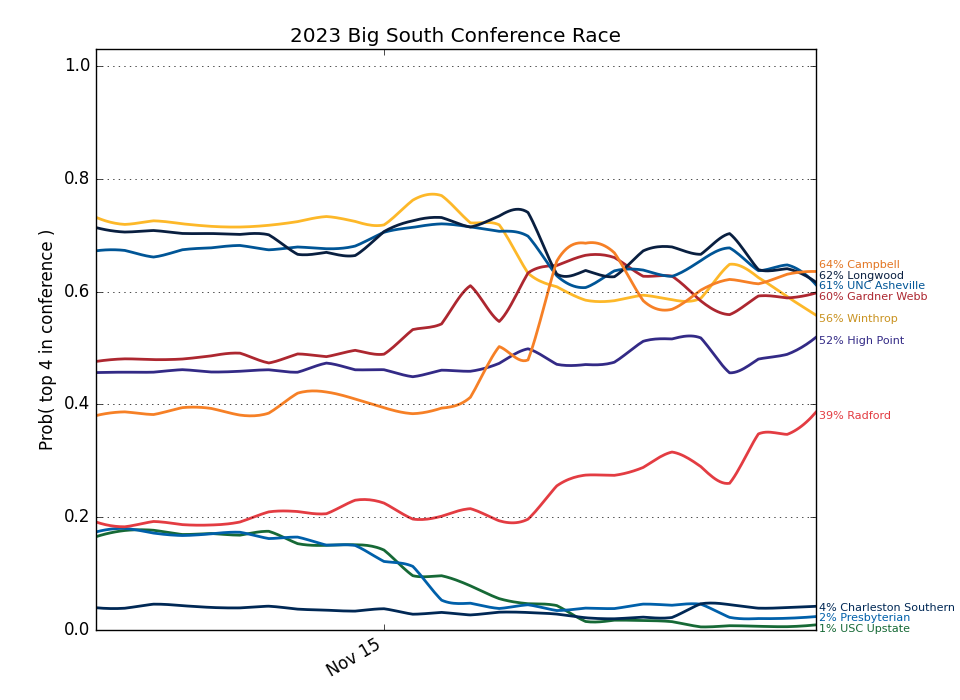 2023 Big South Conference Race
Prob( top 4 in conference )
1.0
0.8
0.6
0.4
0.2
0.0
Nov 15
64% Campbell
62% Longwood
61% UNC Asheville
60% Gardner Webb
56% Winthrop
52% High Point
39% Radford
4% Charleston Southern
2% Presbyterian
1% USC Upstate